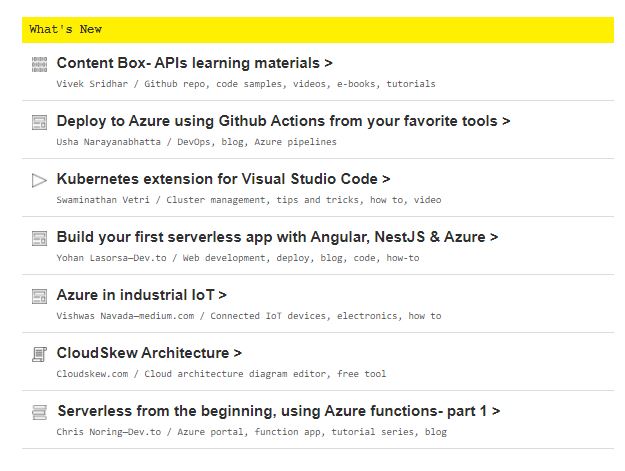 What's New
Content Box- APIs learning materials >
Vivek Sridhar / Github repo, code samples, videos, e-books, tutorials
Deploy to Azure using Github Actions from your favorite tools >
Usha Narayanabhatta / DevOps, blog, Azure pipelines
Kubernetes extension for Visual Studio Code >
Swaminathan Vetri / Cluster management, tips and tricks, how to, video
Build your first serverless app with Angular, NestJS & Azure >
Yohan Lasorsa—Dev.to / Web development, deploy, blog, code, how-to
Azure in industrial IoT >
Vishwas Navada—medium.com / Connected IoT devices, electronics, how to
CloudSkew Architecture >
Cloudskew.com / Cloud architecture diagram editor, free tool
Serverless from the beginning, using Azure functions- part 1 >
Chris Noring—Dev.to / Azure portal, function app, tutorial series, blog